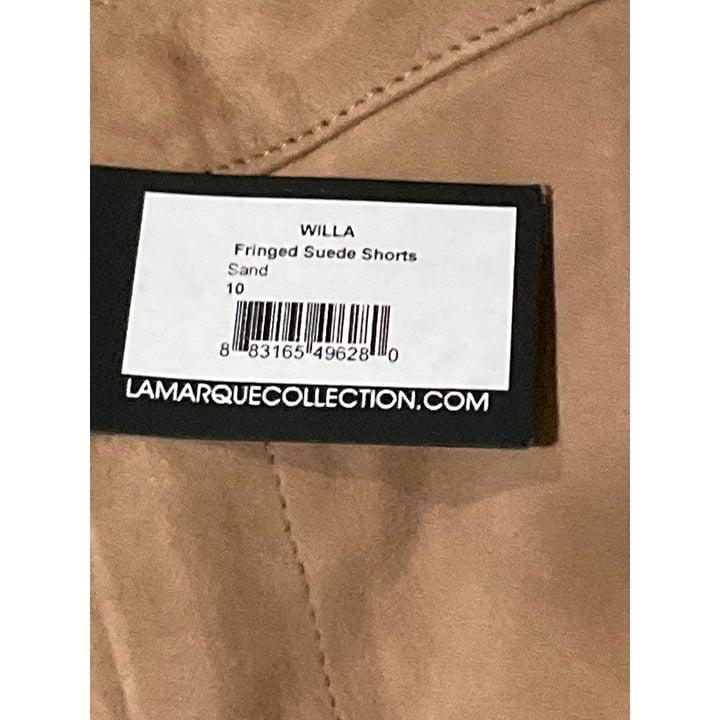 WILLA
Fringed Suede Shorts
Sand
10
8 83165 49628 0
LAMARQUECOLLECTION.COM